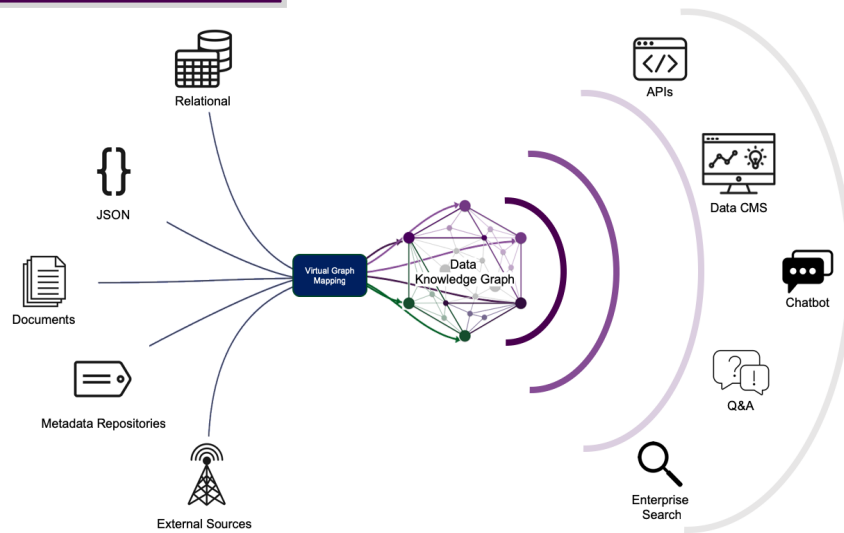 Relational
JSON
Documents
Metadata Repositories
External Sources
Virtual Graph
Mapping
Data
Knowledge Graph
APIs
Data CMS
Chatbot
Q&A
Enterprise
Search